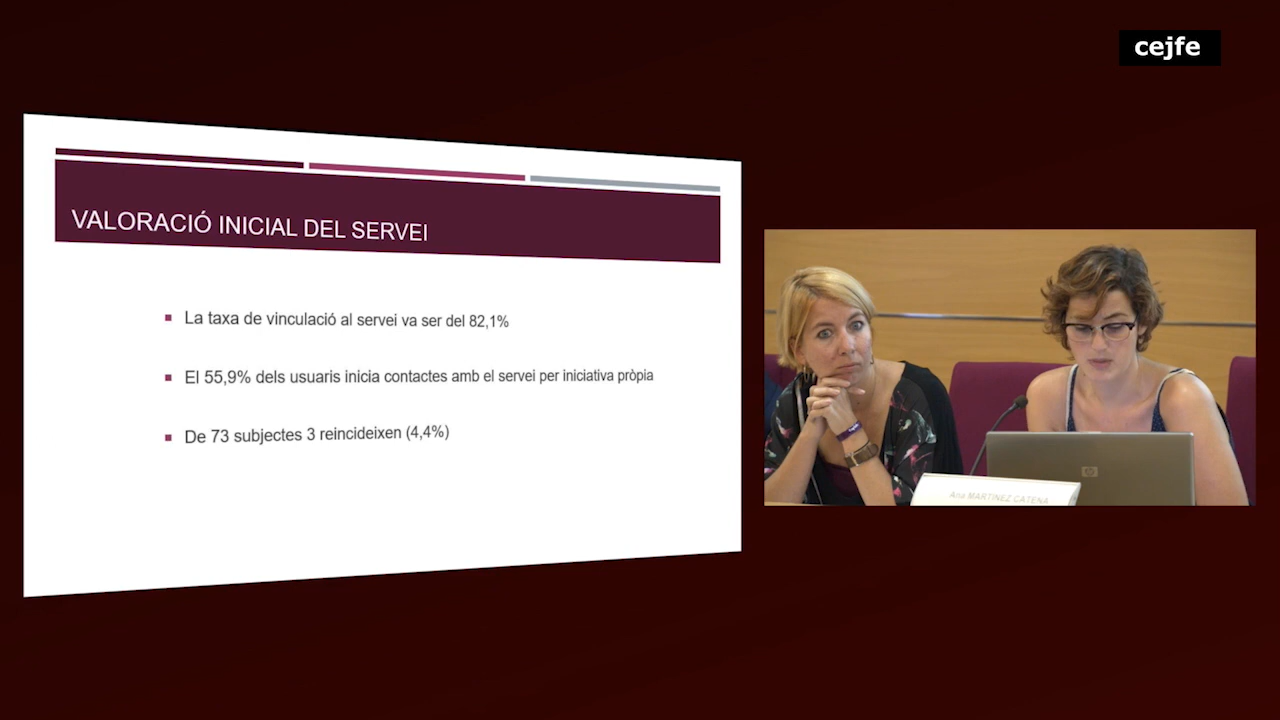 cejfe
VALORACIÓ INICIAL DEL SERVEI
La taxa de vinculació al servei va ser del 82,1%
El 55,9% dels usuaris inicia contactes amb el servei per iniciativa pròpia
De 73 subjectes 3 reincideixen (4,4%)
Ana MARTÍNEZ CATENA
hp